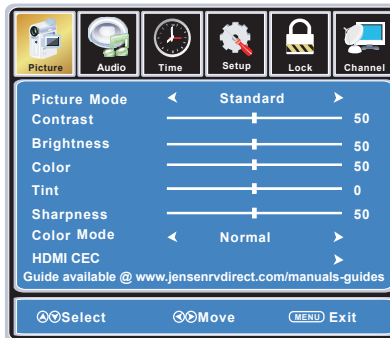 Picture Audio Time Setup Lock Channel
Picture Mode Standard
Contrast 50
Brightness 50
Color 50
Tint 0
Sharpness 50
Color Mode Normal
HDMI CEC
Guide available @ www.jensenrvdirect.com/manuals-guides
Select Move MENU Exit